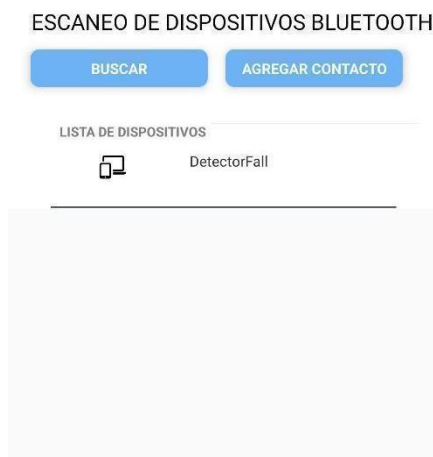 ESCANEO DE DISPOSITIVOS BLUETOOTH
BUSCAR AGREGAR CONTACTO
LISTA DE DISPOSITIVOS
DetectorFall